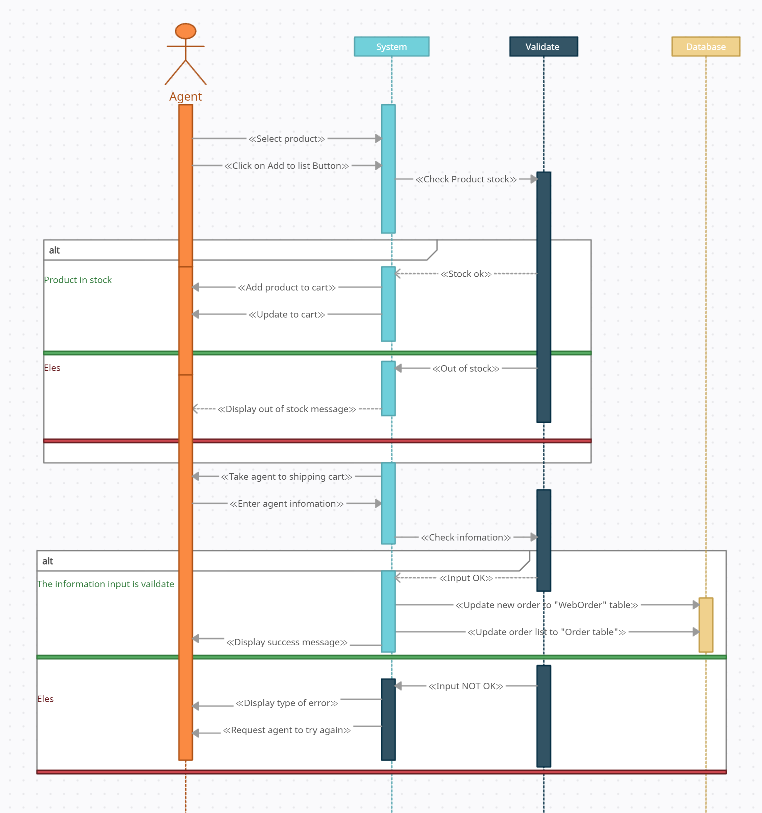 System
Validate
Database
Agent
<<Select product>>
<<Click on Add to list Button>>
<<Check Product stock>>
alt
Product In stock
<<Stock ok>>
<<Add product to cart>>
<<Update to cart>>
Eles
<<Out of stock>>
<<Display out of stock message>>
<<Take agent to shipping cart>>
<<Enter agent infomation>>
<<Check infomation>>
alt
The information input is vaildate
<<Input OK>>
<<Update new order to "WebOrder" table>>
<<Update order list to "Order table">>
<<Display success message>>
Eles
<<Input NOT OK>>
<<Display type of error>>
<<Request agent to try again>>